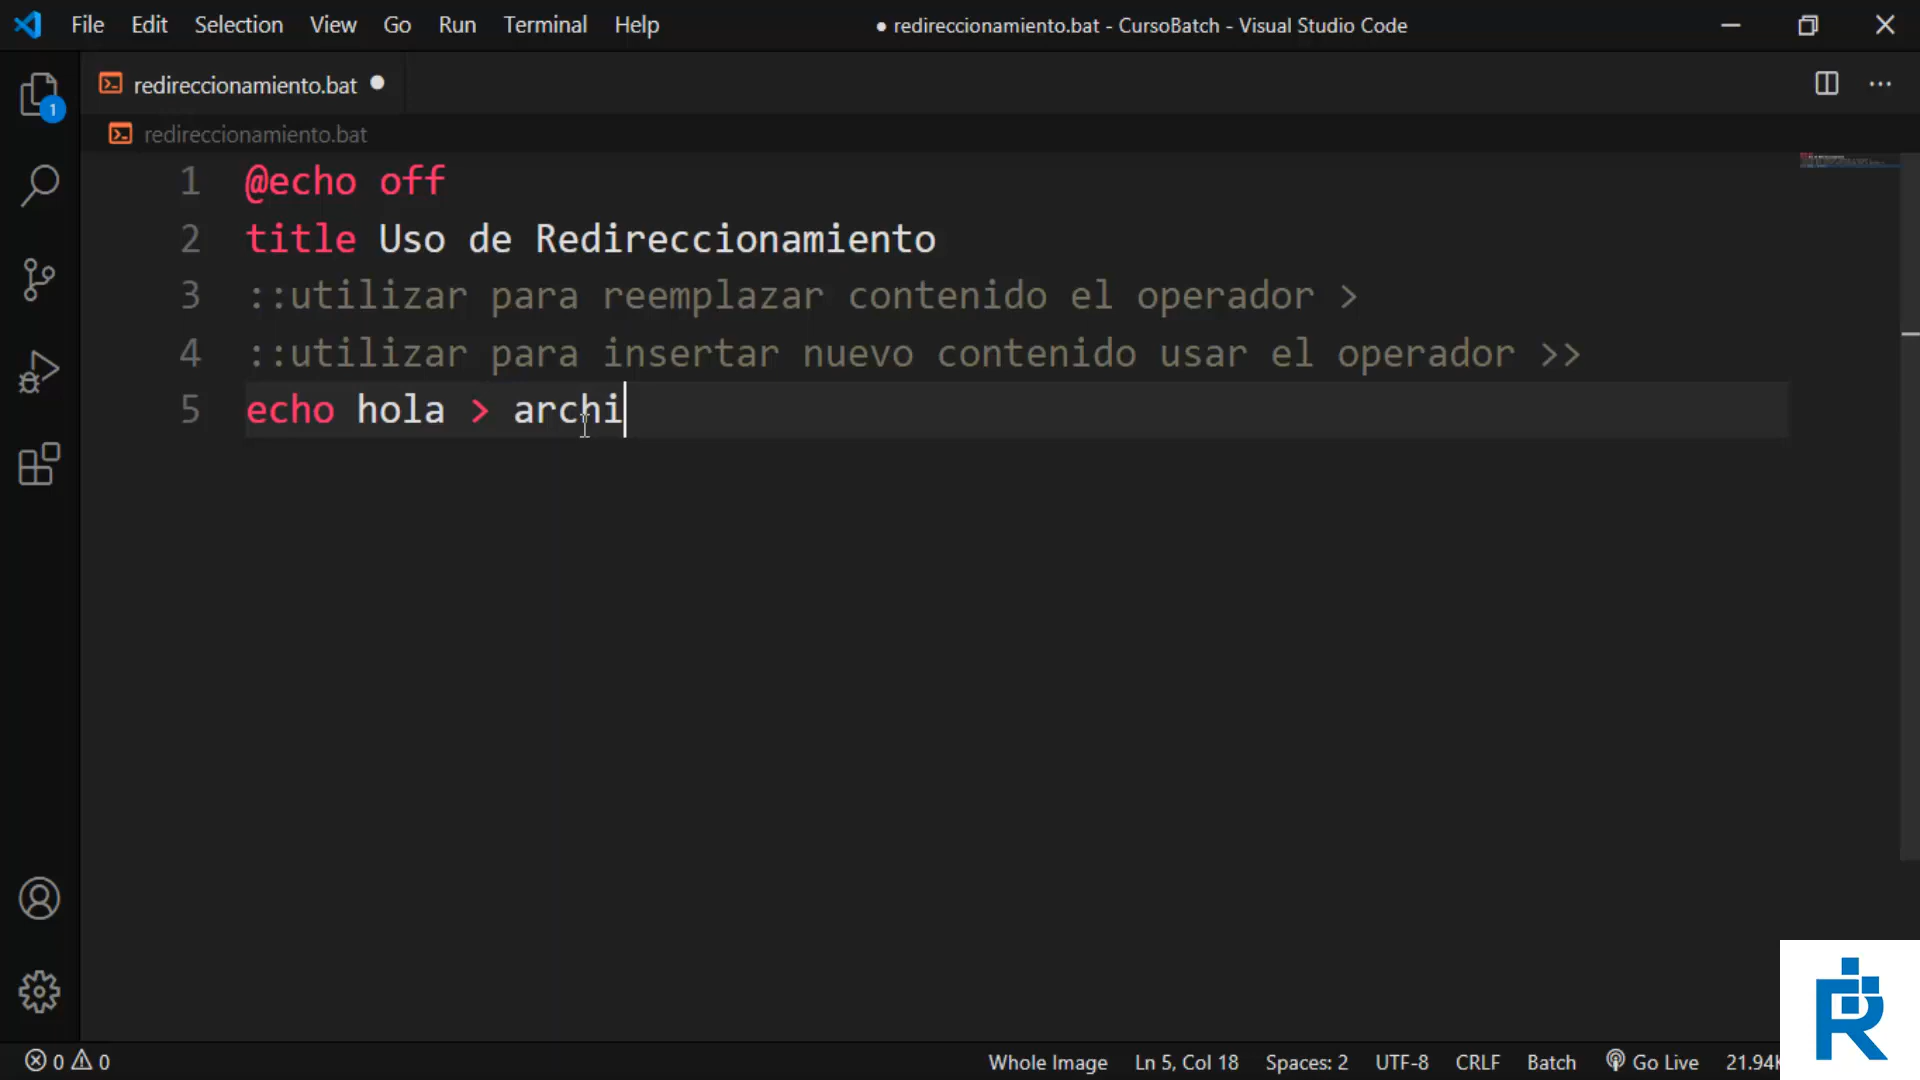 File Edit Selection View Go Run Terminal Help
● redireccionamiento.bat - CursoBatch - Visual Studio Code
redireccionamiento.bat ●
1
redireccionamiento.bat
1 @echo off
2 title Uso de Redireccionamiento
3 ::utilizar para reemplazar contenido el operador >
4 ::utilizar para insertar nuevo contenido usar el operador >>
5 echo hola > archi
0 0 Whole Image Ln 5, Col 18 Spaces: 2 UTF-8 CRLF Batch Go Live 21.94K
R